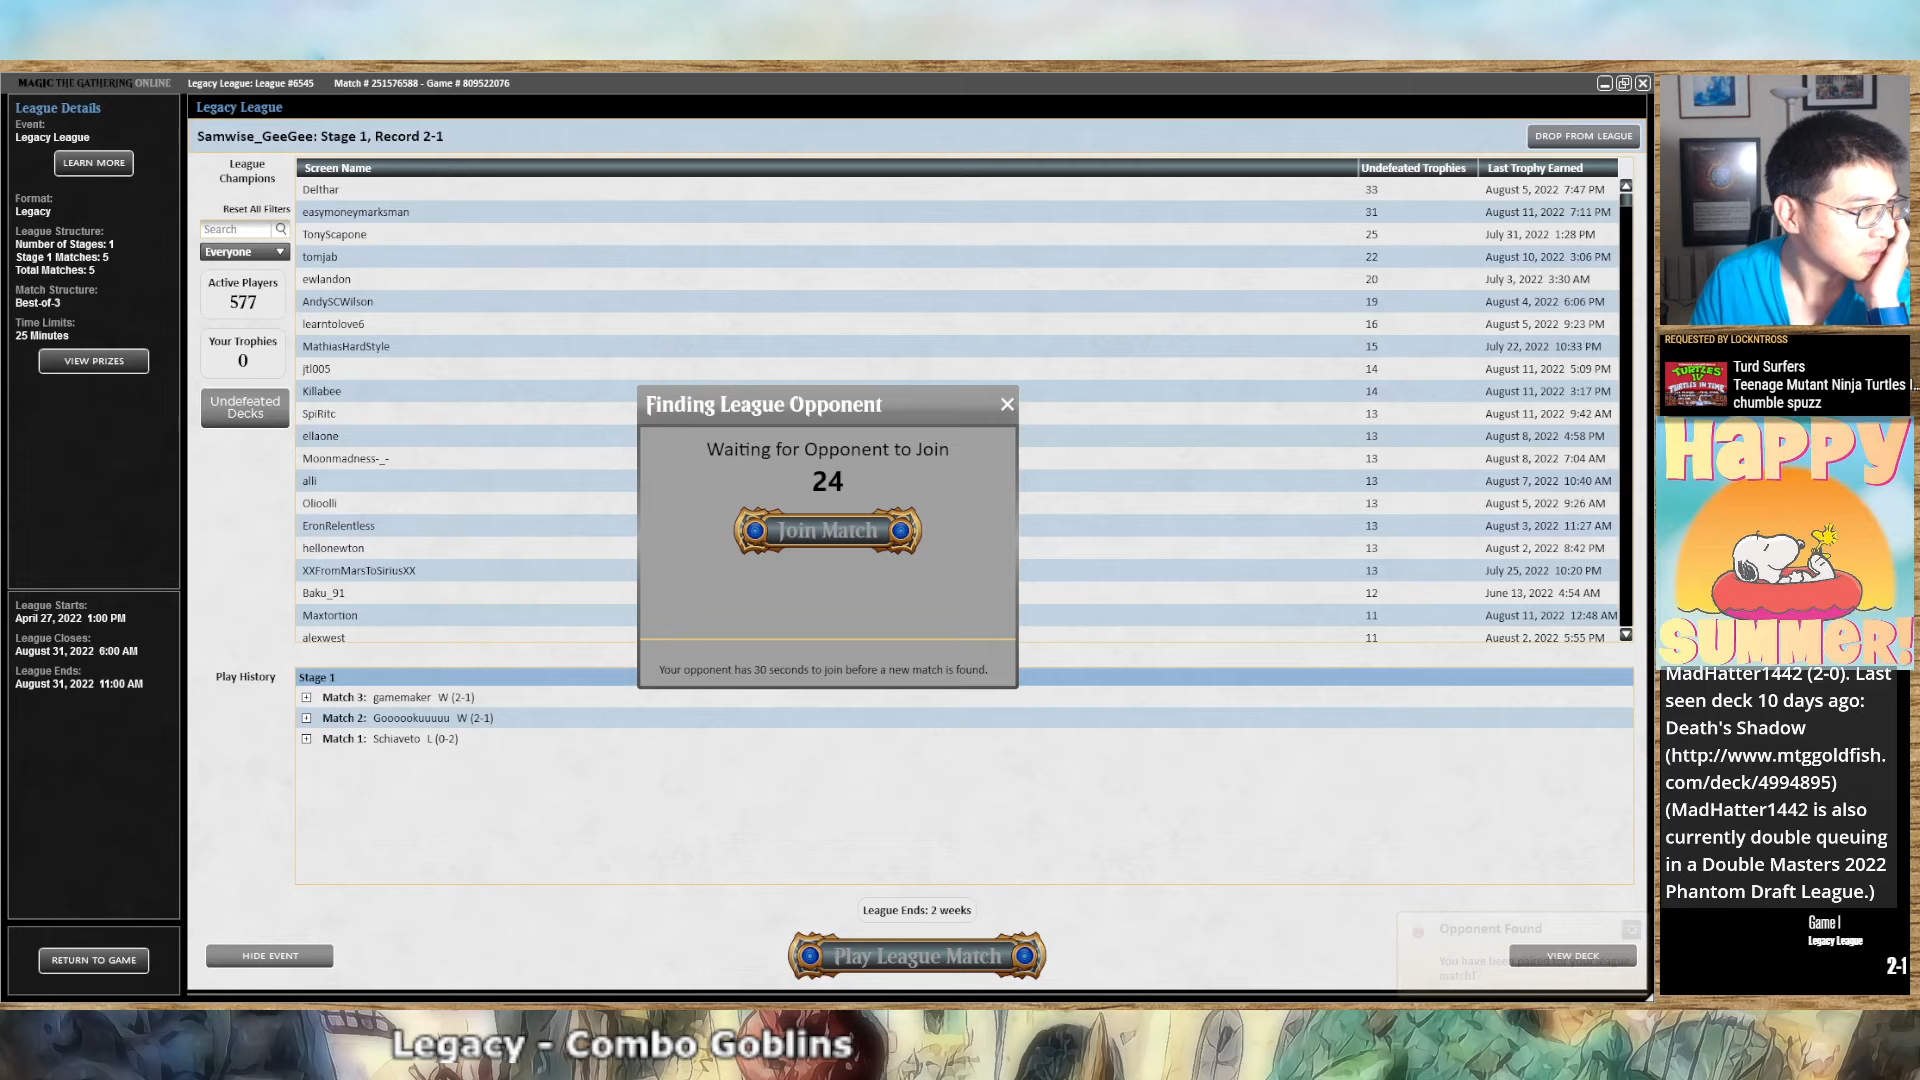 MAGIC THE GATHERING ONLINE
Legacy League: League #6545
Match # 251576588 - Game # 809522076
League Details
Event:
Legacy League
LEARN MORE
Format:
Legacy
League Structure:
Number of Stages: 1
Stage 1 Matches: 5
Total Matches: 5
Match Structure:
Best-of-3
Time Limits:
25 Minutes
VIEW PRIZES
League Starts:
April 27, 2022 1:00 PM
League Closes:
August 31, 2022 6:00 AM
League Ends:
August 31, 2022 11:00 AM
RETURN TO GAME
Legacy League
Samwise_GeeGee: Stage 1, Record 2-1
DROP FROM LEAGUE
League
Champions
Reset All Filters
Search
Everyone
Active Players
577
Your Trophies
0
Undefeated
Decks
Screen Name Undefeated Trophies Last Trophy Earned
Delthar 33 August 5, 2022 7:47 PM
easymoneymarksman 31 August 11, 2022 7:11 PM
TonyScapone 25 July 31, 2022 1:28 PM
tomjab 22 August 10, 2022 3:06 PM
ewlandon 20 July 3, 2022 3:30 AM
AndySCWilson 19 August 4, 2022 6:06 PM
learntolove6 16 August 5, 2022 9:23 PM
MathiasHardStyle 15 July 22, 2022 10:33 PM
jtl005 14 August 11, 2022 5:09 PM
Killabee 14 August 11, 2022 3:17 PM
SpiRitc 13 August 11, 2022 9:42 AM
ellaone 13 August 8, 2022 4:58 PM
Moonmadness-_- 13 August 8, 2022 7:04 AM
alli 13 August 7, 2022 10:40 AM
Olioolli 13 August 5, 2022 9:26 AM
EronRelentless 13 August 3, 2022 11:27 AM
hellonewton 13 August 2, 2022 8:42 PM
XXFromMarsToSiriusXX 13 July 25, 2022 10:20 PM
Baku_91 12 June 13, 2022 4:54 AM
Maxtortion 11 August 11, 2022 12:48 AM
alexwest 11 August 2, 2022 5:55 PM
Finding League Opponent
Waiting for Opponent to Join
24
Join Match
Your opponent has 30 seconds to join before a new match is found.
Play History
Stage 1
Match 3: gamemaker W (2-1)
Match 2: Goooookuuuuu W (2-1)
Match 1: Schiaveto L (0-2)
League Ends: 2 weeks
HIDE EVENT
Play League Match
Opponent Found
You have been paired
match!
VIEW DECK
REQUESTED BY LOCKNTROSS
TURTLES IV
TURTLES IN TIME
Turd Surfers
Teenage Mutant Ninja Turtles I...
chumble spuzz
HAPPY
SUMMER!
MadHatter1442 (2-0). Last
seen deck 10 days ago:
Death's Shadow
(http://www.mtggoldfish.
com/deck/4994895)
(MadHatter1442 is also
currently double queuing
in a Double Masters 2022
Phantom Draft League.)
Game 1
Legacy League
2-1
Legacy - Combo Goblins